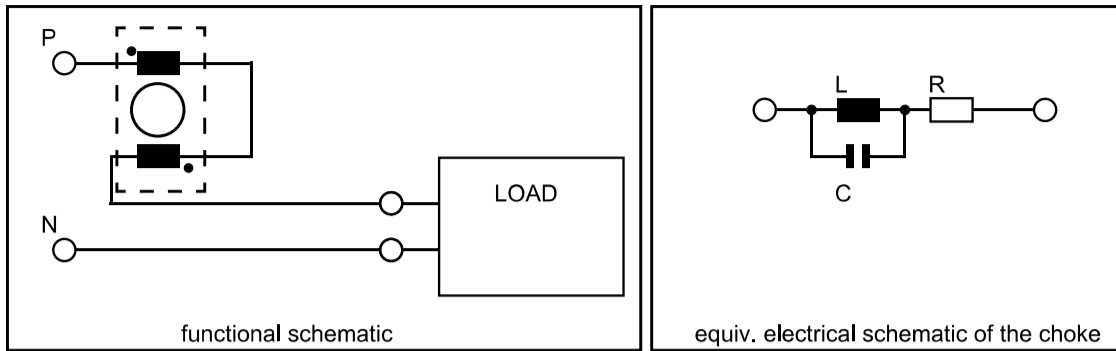 P
N
LOAD
functional schematic
L
R
C
equiv. electrical schematic of the choke